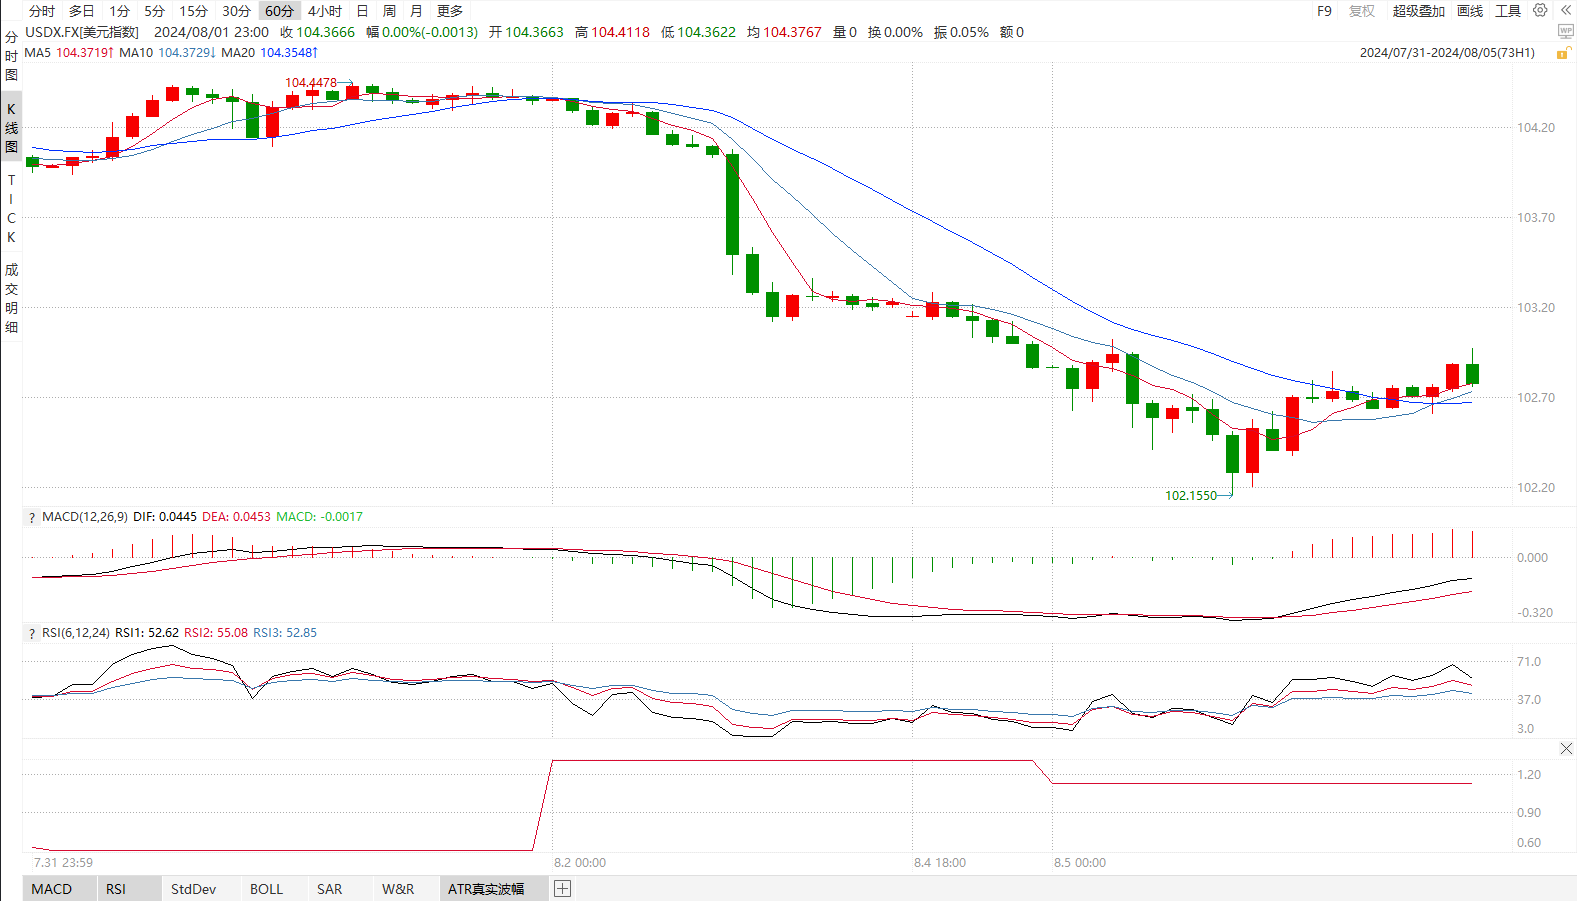 分时 多日 1分 5分 15分 30分 60分 4小时 日 周 月 更多 F9 复权 超级叠加 画线 工具
USDX.FX[美元指数] 2024/08/01 23:00 收 104.3666 幅 0.00%(-0.0013) 开 104.3663 高 104.4118 低 104.3622 均 104.3767 量 0 换 0.00% 振 0.05% 额 0
WP
MA5 104.3719↑ MA10 104.3729↓ MA20 104.3548↑ 2024/07/31-2024/08/05(73H1)
分时图
K线图
TICK
成交明细
104.4478
104.20
103.70
103.20
102.70
102.20
102.1550
? MACD(12,26,9) DIF: 0.0445 DEA: 0.0453 MACD: -0.0017
0.000
-0.320
? RSI(6,12,24) RSI1: 52.62 RSI2: 55.08 RSI3: 52.85
71.0
37.0
3.0
1.20
0.90
0.60
7.31 23:59 8.2 00:00 8.4 18:00 8.5 00:00
MACD RSI StdDev BOLL SAR W&R ATR真实波幅